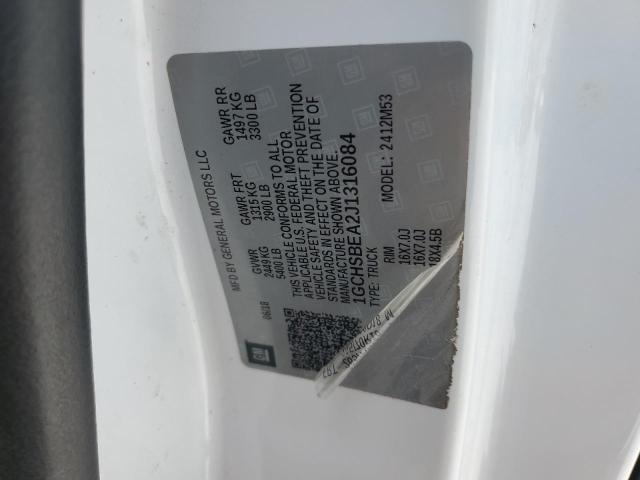 MFD BY GENERAL MOTORS LLC
06/18
GVWR GAWR FRT GAWR RR
2449 KG 1315 KG 1497 KG
5400 LB 2900 LB 3300 LB
THIS VEHICLE CONFORMS TO ALL
APPLICABLE U.S. FEDERAL MOTOR
VEHICLE SAFETY AND THEFT PREVENTION
STANDARDS IN EFFECT ON THE DATE OF
MANUFACTURE SHOWN ABOVE.
1GCHSBEA2J1316084
TYPE: TRUCK MODEL: 2412M53
RIM
16X7.0J
16X7.0J
18X4.5B
GM